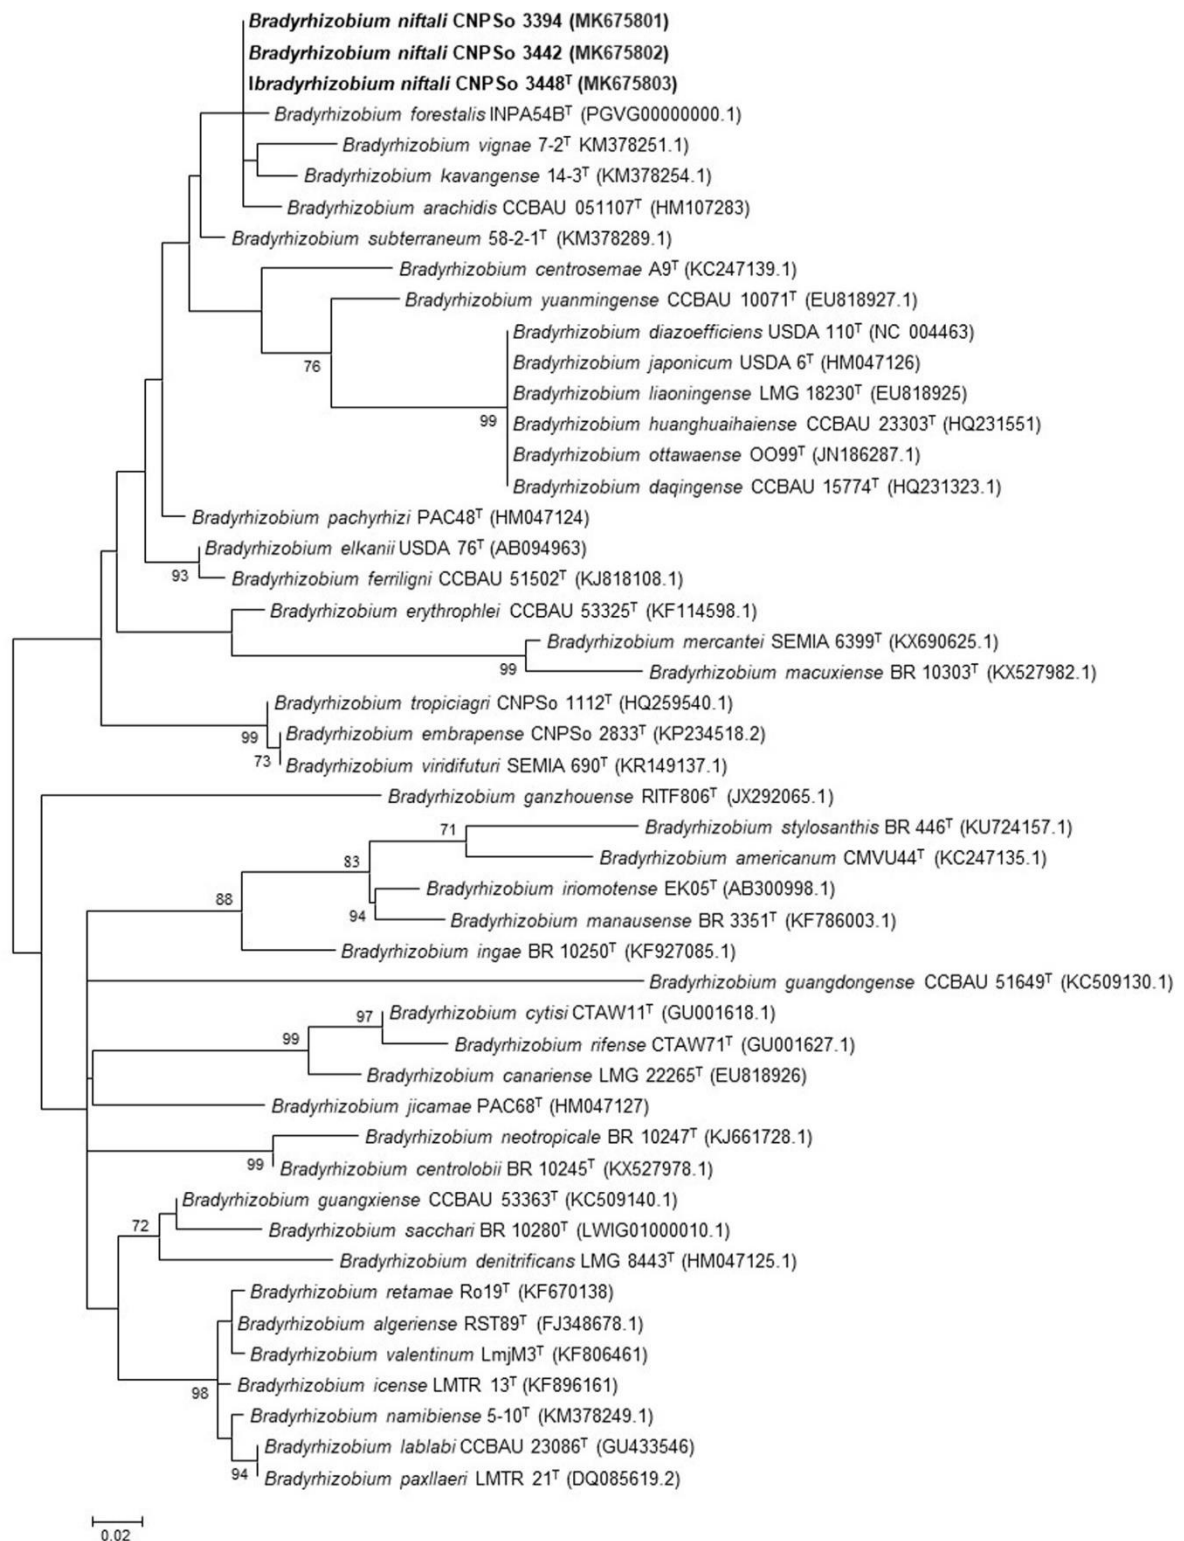 Bradyrhizobium niftali CNPSo 3394 (MK675801)
Bradyrhizobium niftali CNPSo 3442 (MK675802)
Ibradyrhizobium niftali CNPSo 3448ᵀ (MK675803)
Bradyrhizobium forestalis INPA54Bᵀ (PGVG00000000.1)
Bradyrhizobium vignae 7-2ᵀ KM378251.1)
Bradyrhizobium kavangense 14-3ᵀ (KM378254.1)
Bradyrhizobium arachidis CCBAU 051107ᵀ (HM107283)
Bradyrhizobium subterraneum 58-2-1ᵀ (KM378289.1)
Bradyrhizobium centrosemae A9ᵀ (KC247139.1)
Bradyrhizobium yuanmingense CCBAU 10071ᵀ (EU818927.1)
Bradyrhizobium diazoefficiens USDA 110ᵀ (NC 004463)
Bradyrhizobium japonicum USDA 6ᵀ (HM047126)
76
Bradyrhizobium liaoningense LMG 18230ᵀ (EU818925)
99
Bradyrhizobium huanghuaihaiense CCBAU 23303ᵀ (HQ231551)
Bradyrhizobium ottawaense OO99ᵀ (JN186287.1)
Bradyrhizobium daqingense CCBAU 15774ᵀ (HQ231323.1)
Bradyrhizobium pachyrhizi PAC48ᵀ (HM047124)
Bradyrhizobium elkanii USDA 76ᵀ (AB094963)
93
Bradyrhizobium ferriligni CCBAU 51502ᵀ (KJ818108.1)
Bradyrhizobium erythrophlei CCBAU 53325ᵀ (KF114598.1)
Bradyrhizobium mercantei SEMIA 6399ᵀ (KX690625.1)
99
Bradyrhizobium macuxiense BR 10303ᵀ (KX527982.1)
Bradyrhizobium tropiciagri CNPSo 1112ᵀ (HQ259540.1)
99
Bradyrhizobium embrapense CNPSo 2833ᵀ (KP234518.2)
73
Bradyrhizobium viridifuturi SEMIA 690ᵀ (KR149137.1)
Bradyrhizobium ganzhouense RITF806ᵀ (JX292065.1)
71
Bradyrhizobium stylosanthis BR 446ᵀ (KU724157.1)
83
Bradyrhizobium americanum CMVU44ᵀ (KC247135.1)
88
Bradyrhizobium iriomotense EK05ᵀ (AB300998.1)
94
Bradyrhizobium manausense BR 3351ᵀ (KF786003.1)
Bradyrhizobium ingae BR 10250ᵀ (KF927085.1)
Bradyrhizobium guangdongense CCBAU 51649ᵀ (KC509130.1)
97
Bradyrhizobium cytisi CTAW11ᵀ (GU001618.1)
99
Bradyrhizobium rifense CTAW71ᵀ (GU001627.1)
Bradyrhizobium canariense LMG 22265ᵀ (EU818926)
Bradyrhizobium jicamae PAC68ᵀ (HM047127)
Bradyrhizobium neotropicale BR 10247ᵀ (KJ661728.1)
99
Bradyrhizobium centrolobii BR 10245ᵀ (KX527978.1)
Bradyrhizobium guangxiense CCBAU 53363ᵀ (KC509140.1)
72
Bradyrhizobium sacchari BR 10280ᵀ (LWIG01000010.1)
Bradyrhizobium denitrificans LMG 8443ᵀ (HM047125.1)
Bradyrhizobium retamae Ro19ᵀ (KF670138)
Bradyrhizobium algeriense RST89ᵀ (FJ348678.1)
Bradyrhizobium valentinum LmjM3ᵀ (KF806461)
Bradyrhizobium icense LMTR 13ᵀ (KF896161)
98
Bradyrhizobium namibiense 5-10ᵀ (KM378249.1)
Bradyrhizobium lablabi CCBAU 23086ᵀ (GU433546)
94
Bradyrhizobium paxllaeri LMTR 21ᵀ (DQ085619.2)
0.02